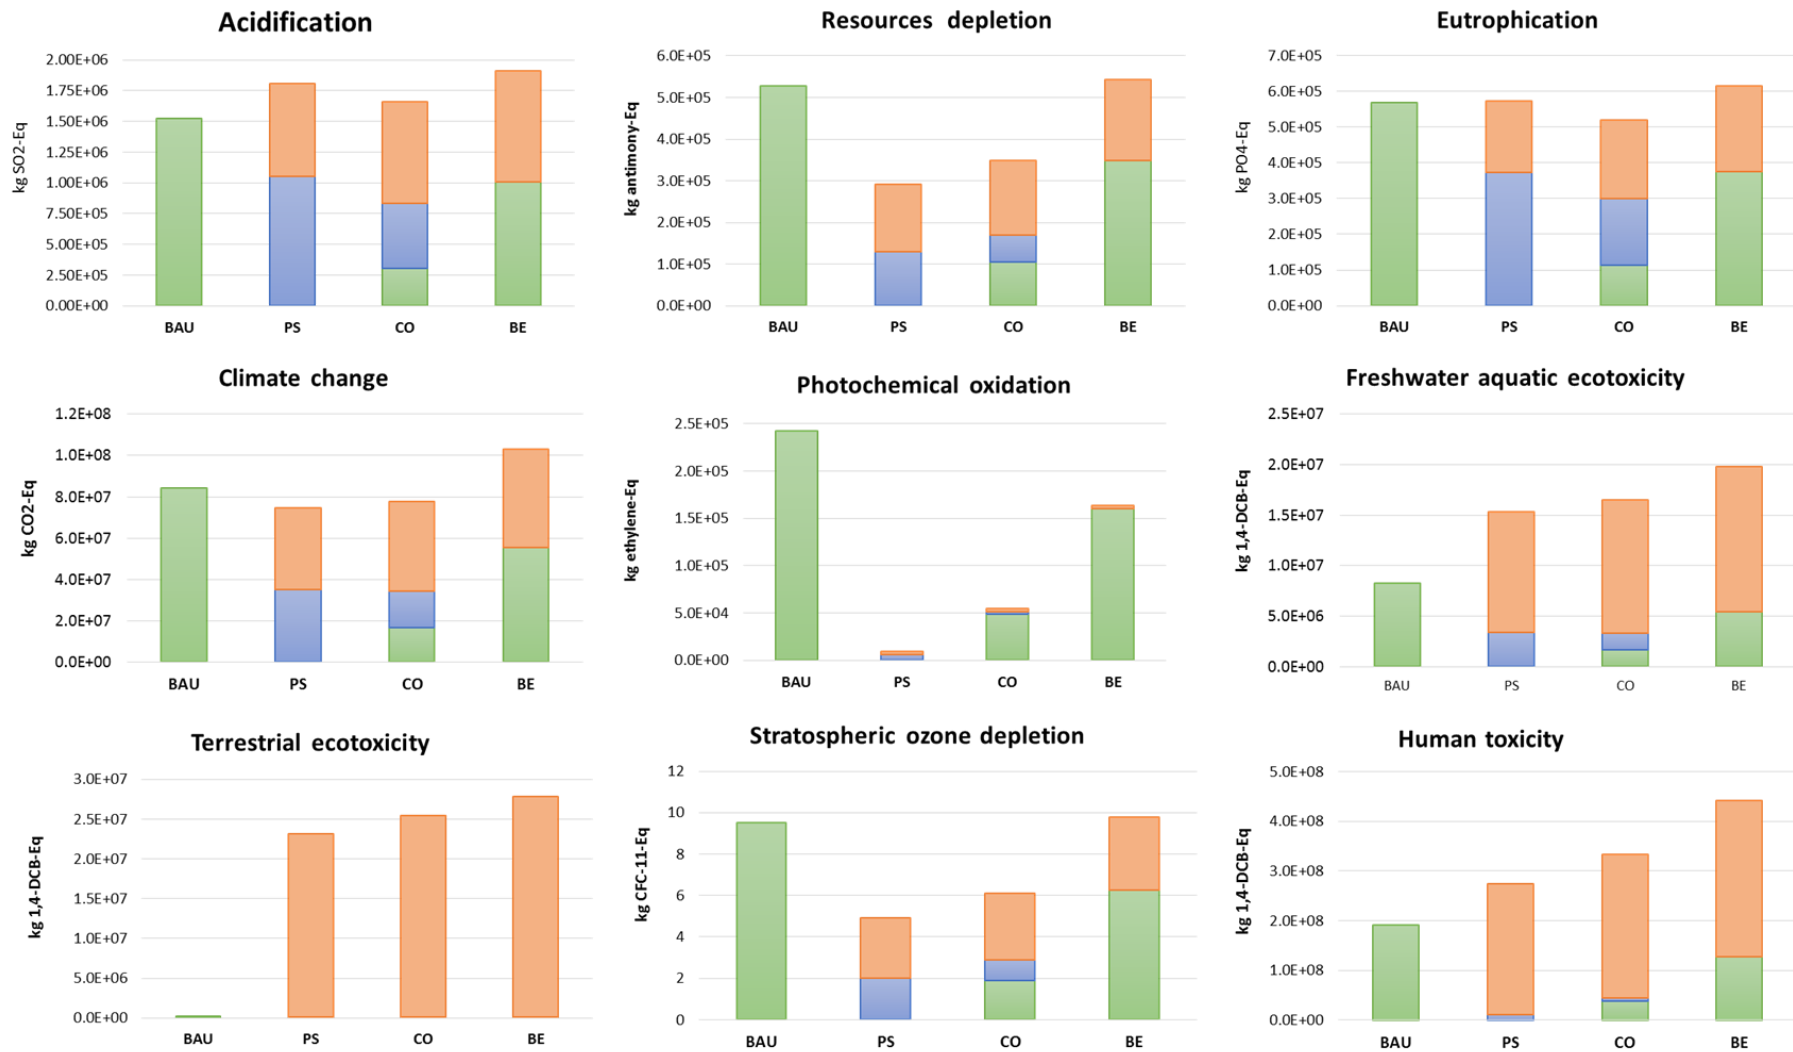 Acidification
kg SO2-Eq
2.00E+06
1.75E+06
1.50E+06
1.25E+06
1.00E+06
7.50E+05
5.00E+05
2.50E+05
0.00E+00
BAU PS CO BE
Resources depletion
kg antimony-Eq
6.0E+05
5.0E+05
4.0E+05
3.0E+05
2.0E+05
1.0E+05
0.0E+00
BAU PS CO BE
Eutrophication
kg PO4-Eq
7.0E+05
6.0E+05
5.0E+05
4.0E+05
3.0E+05
2.0E+05
1.0E+05
0.0E+00
BAU PS CO BE
Climate change
kg CO2-Eq
1.2E+08
1.0E+08
8.0E+07
6.0E+07
4.0E+07
2.0E+07
0.0E+00
BAU PS CO BE
Photochemical oxidation
kg ethylene-Eq
2.5E+05
2.0E+05
1.5E+05
1.0E+05
5.0E+04
0.0E+00
BAU PS CO BE
Freshwater aquatic ecotoxicity
kg 1,4-DCB-Eq
2.5E+07
2.0E+07
1.5E+07
1.0E+07
5.0E+06
0.0E+00
BAU PS CO BE
Terrestrial ecotoxicity
kg 1,4-DCB-Eq
3.0E+07
2.5E+07
2.0E+07
1.5E+07
1.0E+07
5.0E+06
0.0E+00
BAU PS CO BE
Stratospheric ozone depletion
kg CFC-11-Eq
12
10
8
6
4
2
0
BAU PS CO BE
Human toxicity
kg 1,4-DCB-Eq
5.0E+08
4.0E+08
3.0E+08
2.0E+08
1.0E+08
0.0E+00
BAU PS CO BE